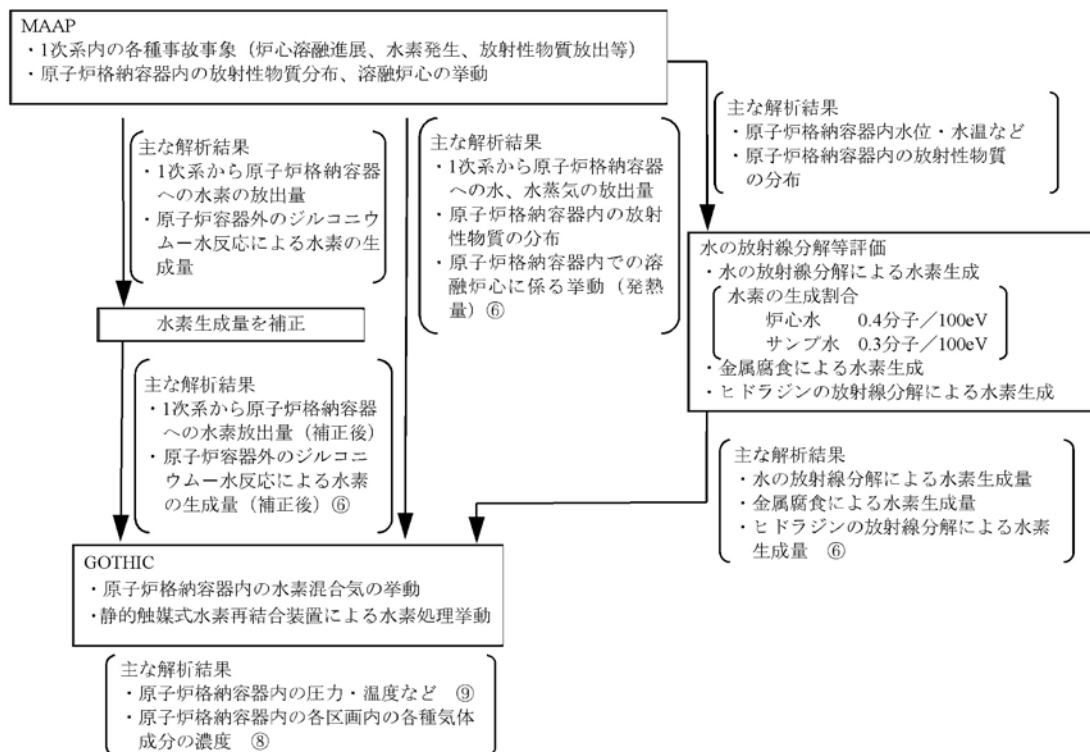 MAAP
・1次系内の各種事故事象（炉心溶融進展、水素発生、放射性物質放出等）
・原子炉格納容器内の放射性物質分布、溶融炉心の挙動
主な解析結果
・1次系から原子炉格納容器
への水素の放出量
・原子炉容器外のジルコニウ
ムー水反応による水素の生
成量
主な解析結果
・1次系から原子炉格納容器
への水、水蒸気の放出量
・原子炉格納容器内の放射
性物質の分布
・原子炉格納容器内での溶
融炉心に係る挙動（発熱
量）⑥
主な解析結果
・原子炉格納容器内水位・水温など
・原子炉格納容器内の放射性物質
の分布
水素生成量を補正
水の放射線分解等評価
・水の放射線分解による水素生成
水素の生成割合
炉心水　0.4分子／100eV
サンプ水　0.3分子／100eV
・金属腐食による水素生成
・ヒドラジンの放射線分解による水素生成
主な解析結果
・1次系から原子炉格納容器
への水素放出量（補正後）
・原子炉容器外のジルコニ
ウムー水反応による水素
の生成量（補正後）⑥
主な解析結果
・水の放射線分解による水素生成量
・金属腐食による水素生成量
・ヒドラジンの放射線分解による水素
生成量　⑥
GOTHIC
・原子炉格納容器内の水素混合気の挙動
・静的触媒式水素再結合装置による水素処理挙動
主な解析結果
・原子炉格納容器内の圧力・温度など　⑨
・原子炉格納容器内の各区画内の各種気体
成分の濃度　⑧